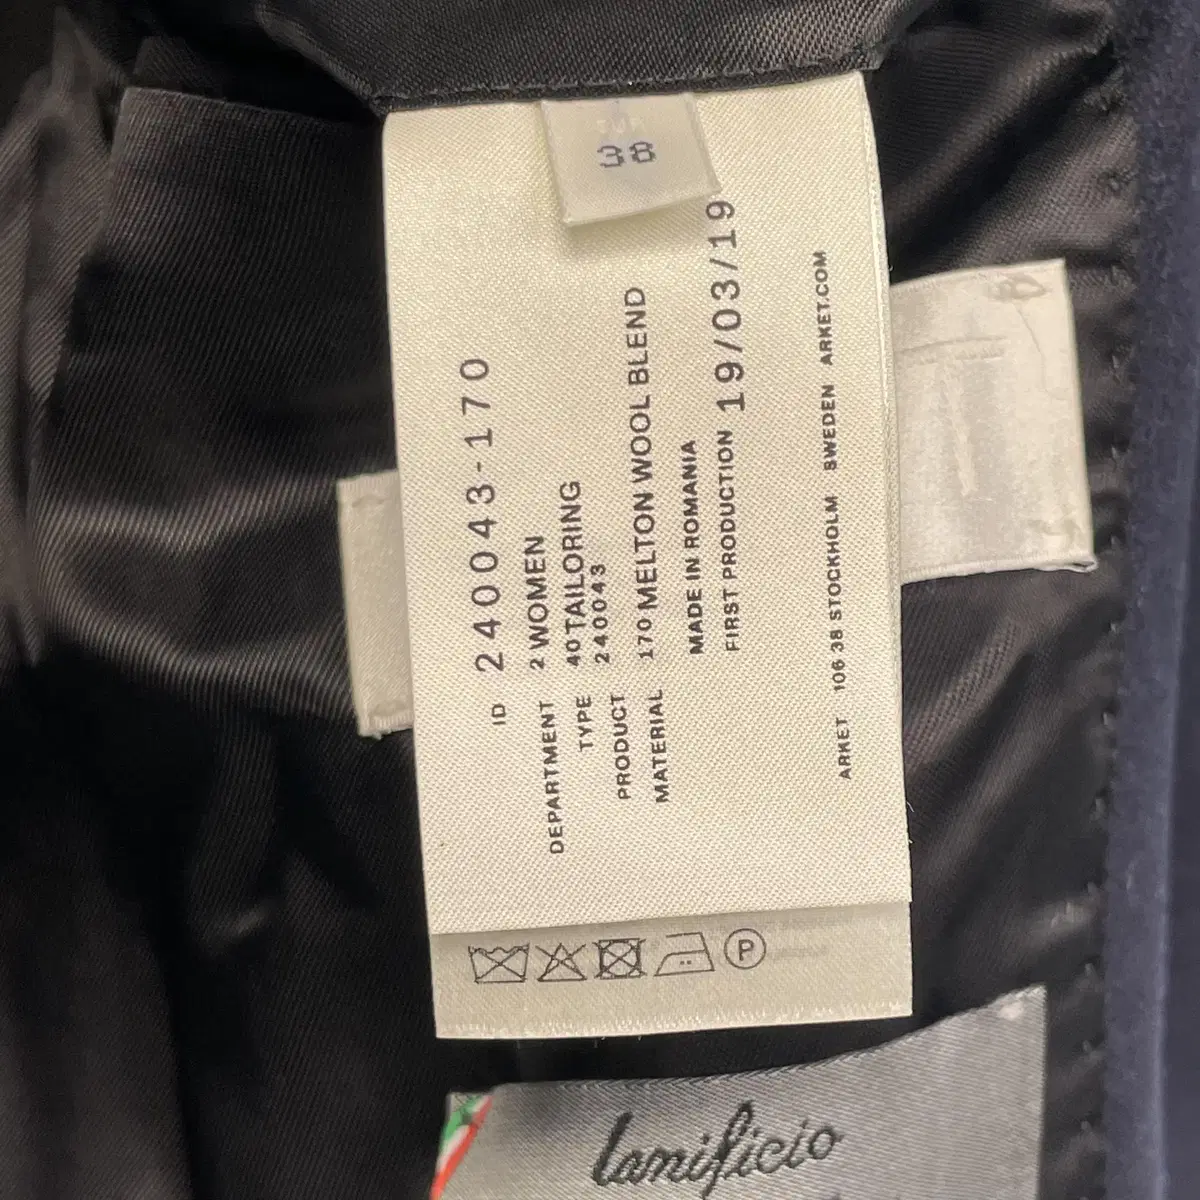 38
ID 240043-170
DEPARTMENT 2 WOMEN
TYPE 40 TAILORING
PRODUCT 240043
MATERIAL 170 MELTON WOOL BLEND
MADE IN ROMANIA
FIRST PRODUCTION 19/03/19
ARKET 106 38 STOCKHOLM SWEDEN ARKET.COM
P
lanificio